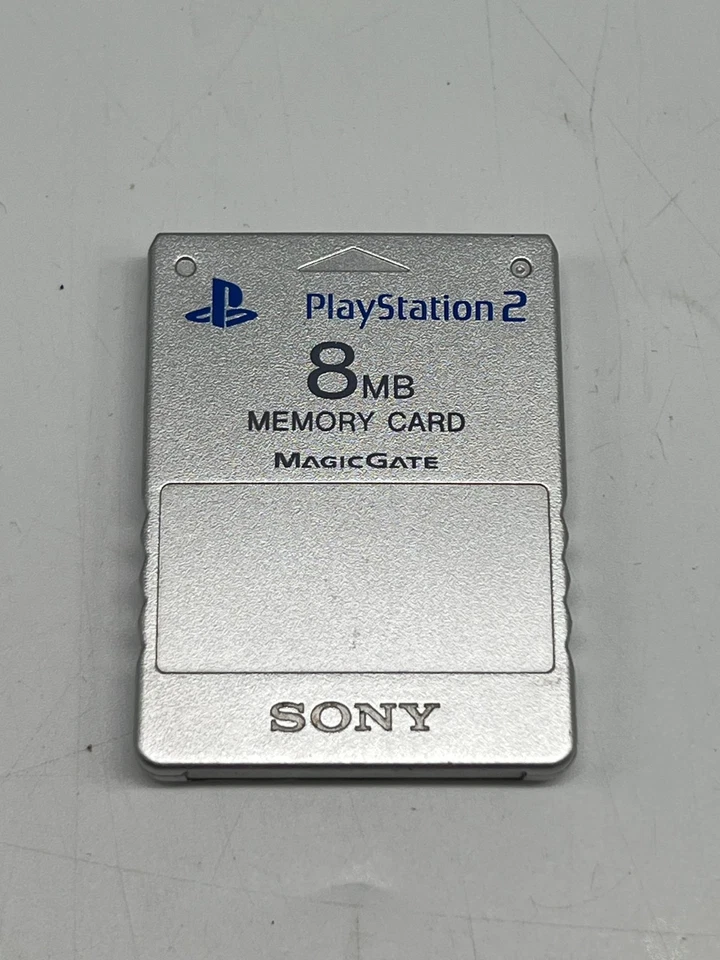 PlayStation 2
8MB
MEMORY CARD
MAGICGATE
SONY